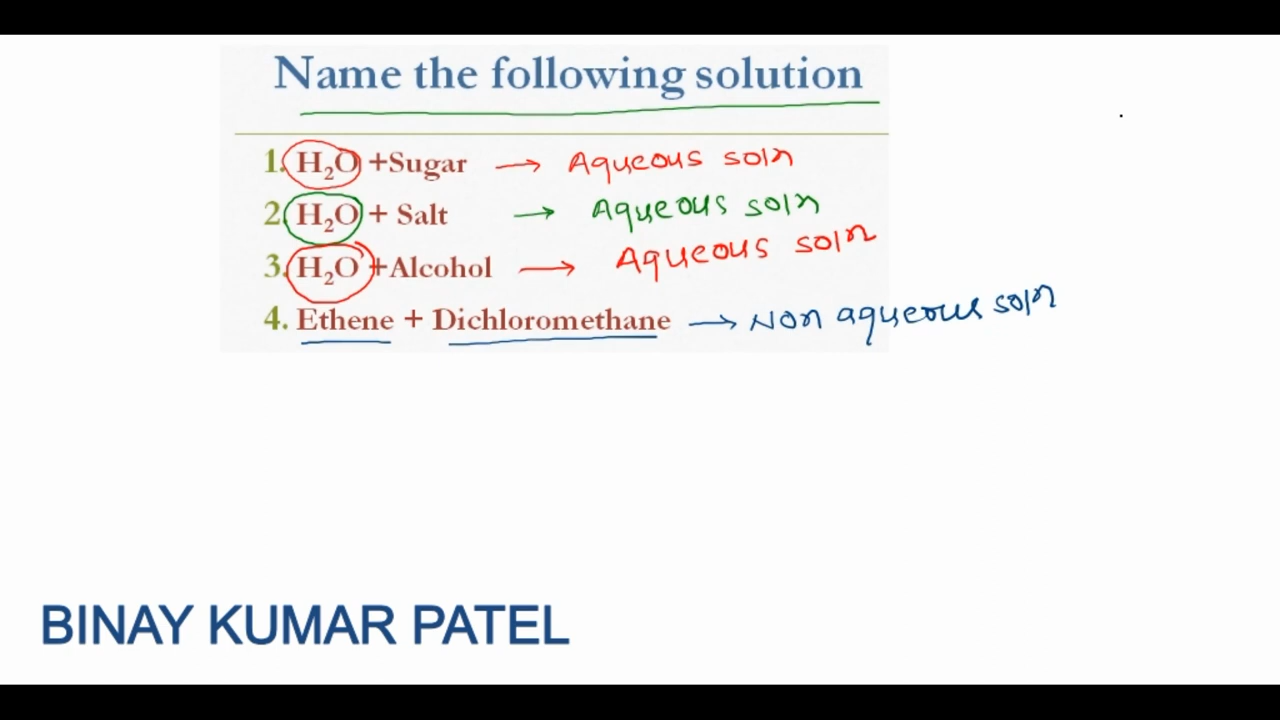 Name the following solution
1. H₂O +Sugar → Aqueous soln
2. H₂O + Salt → Aqueous soln
3. H₂O +Alcohol → Aqueous soln
4. Ethene + Dichloromethane → Non aqueous soln
BINAY KUMAR PATEL